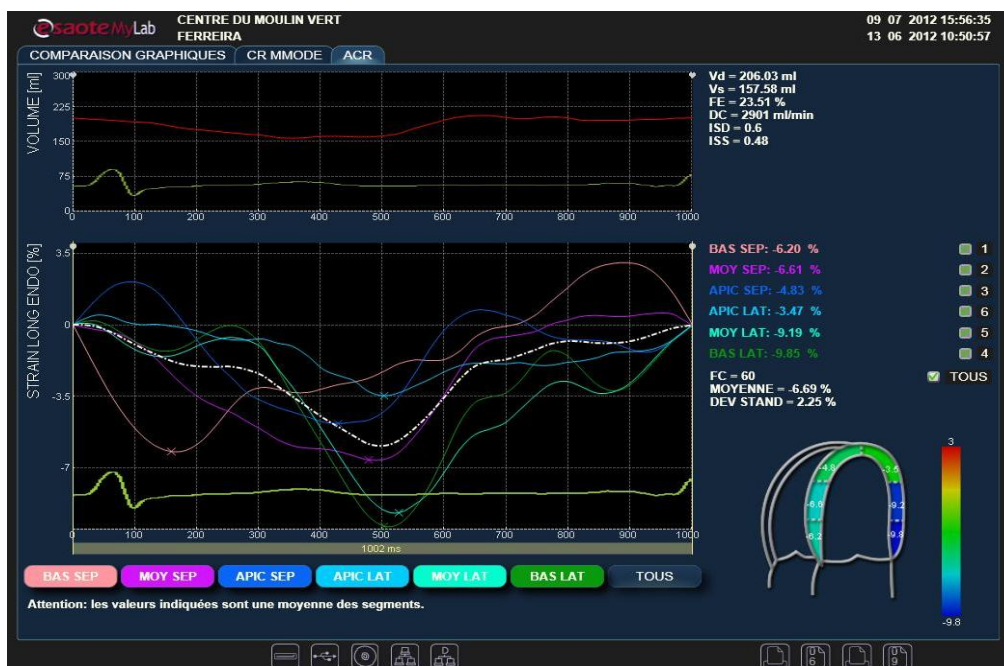 esaote MyLab
CENTRE DU MOULIN VERT
FERREIRA
09 07 2012 15:56:35
13 06 2012 10:50:57
COMPARAISON GRAPHIQUES CR MMODE ACR
VOLUME [ml]
300
225
150
75
0
0 100 200 300 400 500 600 700 800 900 1000
Vd = 206.03 ml
Vs = 157.58 ml
FE = 23.51 %
DC = 2901 ml/min
ISD = 0.6
ISS = 0.48
STRAIN LONG ENDO [%]
3.5
0
-3.5
-7
0 100 200 300 400 500 600 700 800 900 1000
1002 ms
BAS SEP: -6.20 % 1
MOY SEP: -6.61 % 2
APIC SEP: -4.83 % 3
APIC LAT: -3.47 % 6
MOY LAT: -9.19 % 5
BAS LAT: -9.85 % 4
FC = 60 TOUS
MOYENNE = -6.69 %
DEV STAND = 2.25 %
3
-4.8 -3.5
-6.6 -9.2
-6.2 -9.8
-9.8
BAS SEP MOY SEP APIC SEP APIC LAT MOY LAT BAS LAT TOUS
Attention: les valeurs indiquées sont une moyenne des segments.
D
6
9